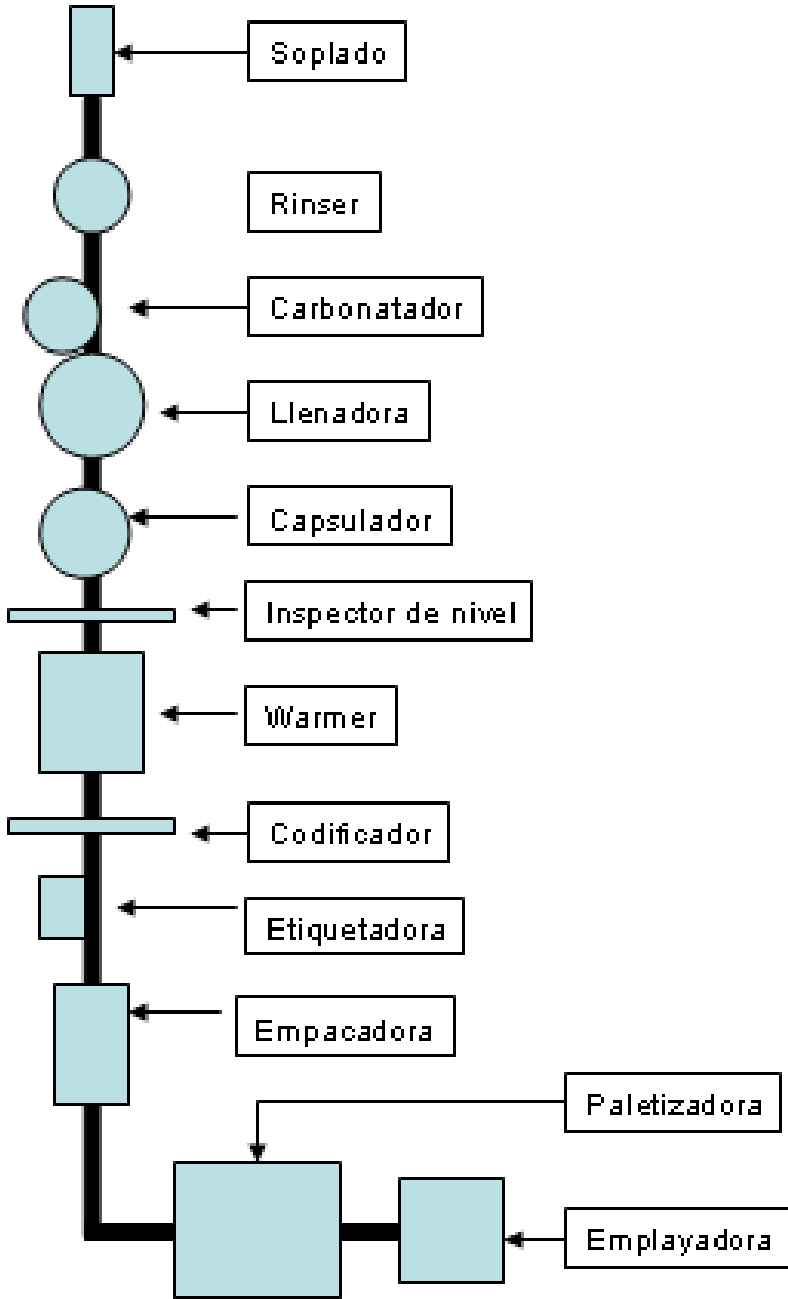 Soplado
Rinser
Carbonatador
Llenadora
Capsulador
Inspector de nivel
Warmer
Codificador
Etiquetadora
Empacadora
Paletizadora
Emplayadora